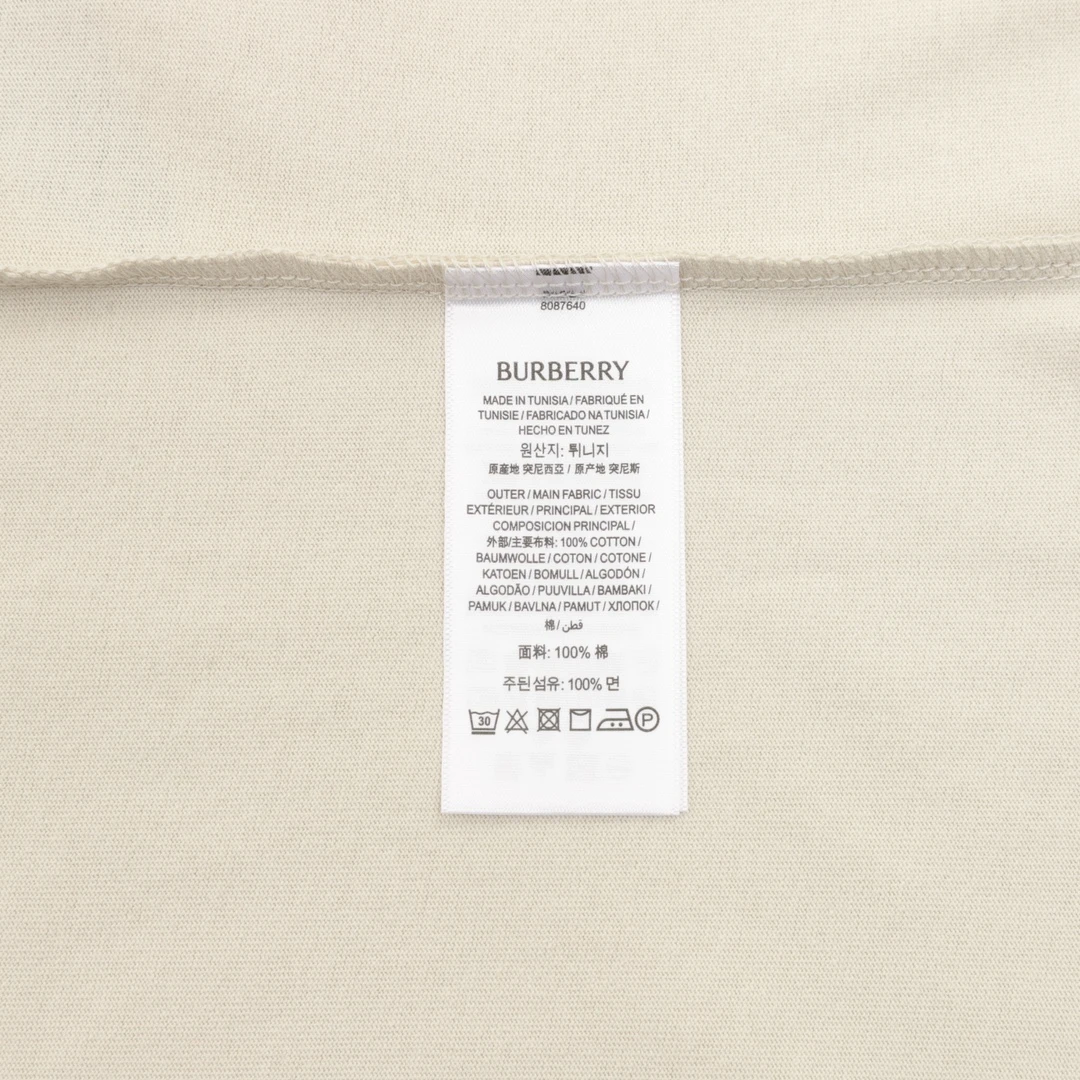 8087640
BURBERRY
MADE IN TUNISIA / FABRIQUÉ EN
TUNISIE / FABRICADO NA TUNISIA /
HECHO EN TUNEZ
원산지: 튀니지
原產地 突尼西亞 / 原产地 突尼斯
OUTER / MAIN FABRIC / TISSU
EXTÉRIEUR / PRINCIPAL / EXTERIOR
COMPOSICION PRINCIPAL /
外部/主要布料: 100% COTTON /
BAUMWOLLE / COTON / COTONE /
KATOEN / BOMULL / ALGODÓN /
ALGODÃO / PUUVILLA / BAMBAKI /
PAMUK / BAVLNA / PAMUT / ХЛОПОК /
棉 / قطن
面料: 100% 棉
주된섬유: 100% 면
30 P